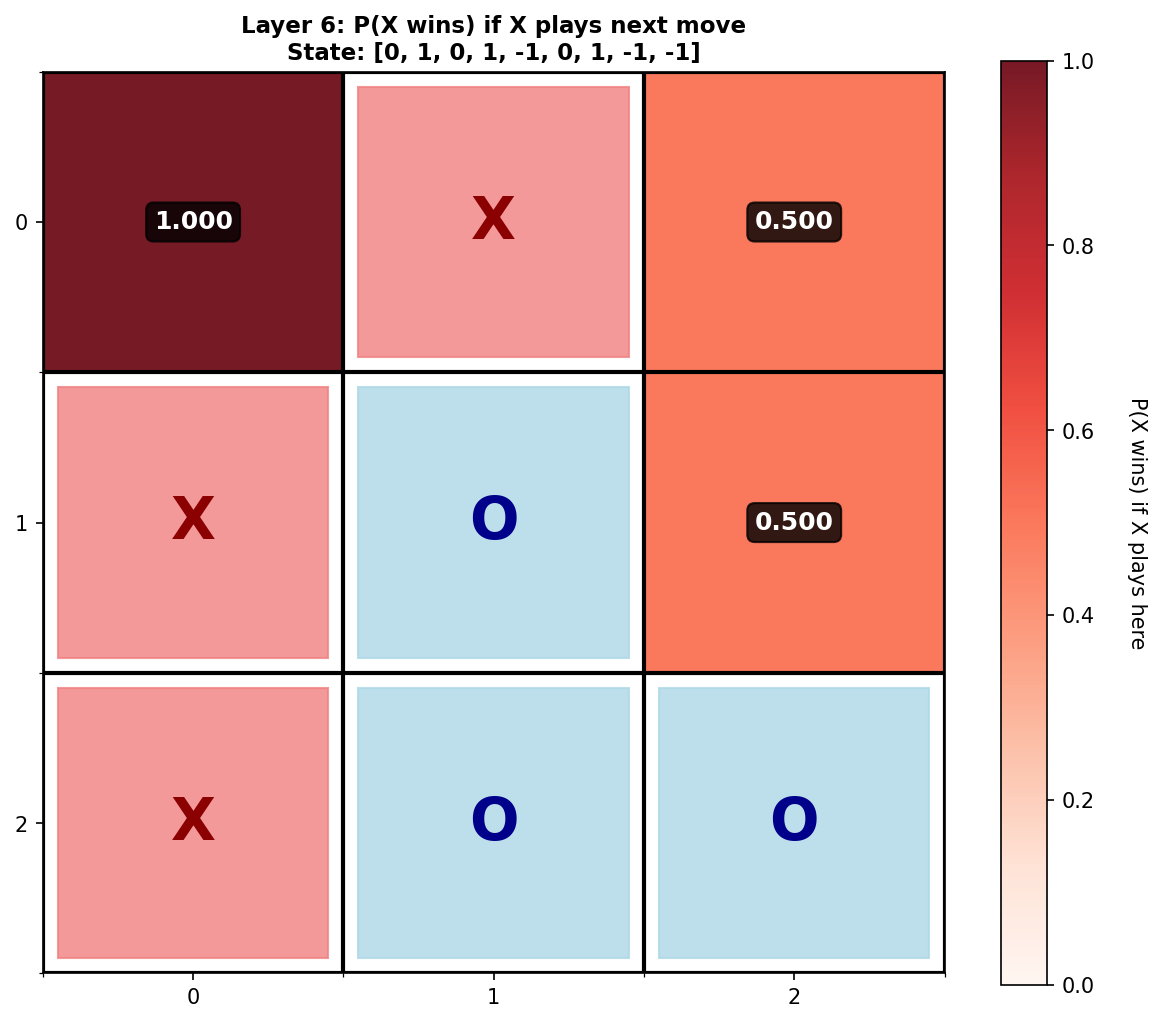 Layer 6: P(X wins) if X plays next move
State: [0, 1, 0, 1, -1, 0, 1, -1, -1]
1.0
0.8
0.6
0.4
0.2
0.0
P(X wins) if X plays here
0
1.000
X
0.500
1
X
O
0.500
2
X
O
O
0
1
2